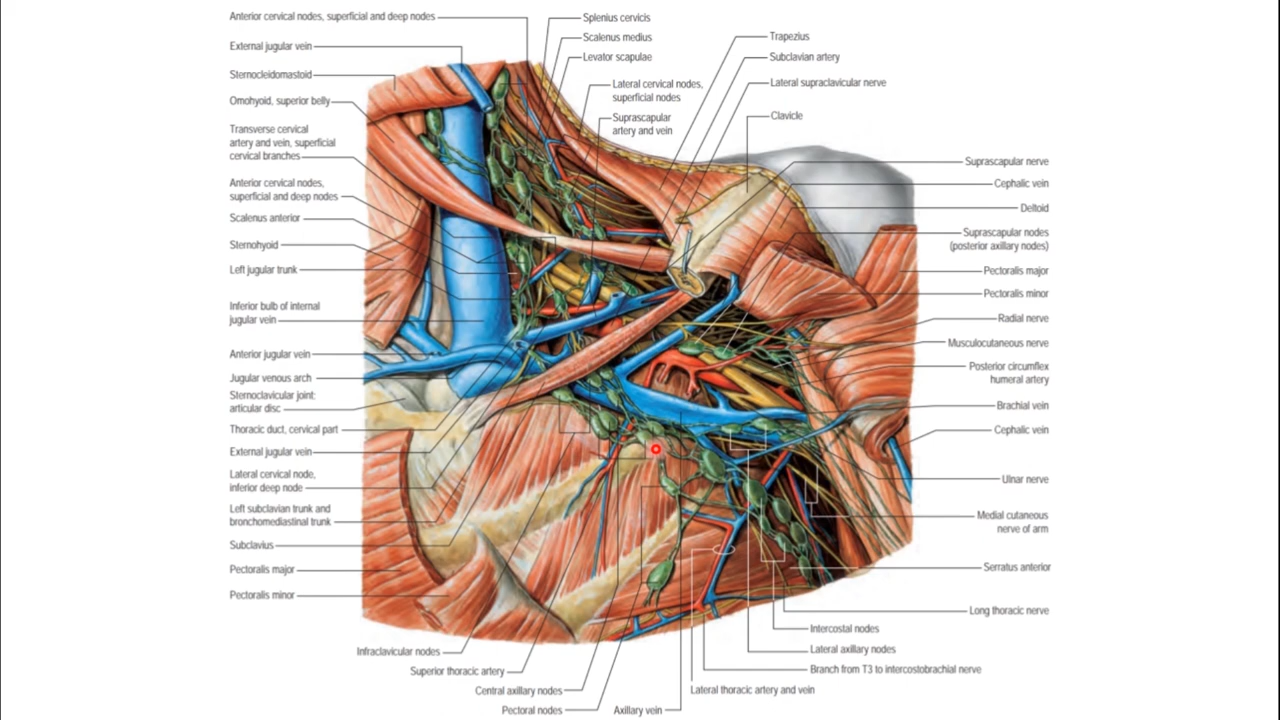 Anterior cervical nodes, superficial and deep nodes
External jugular vein
Sternocleidomastoid
Omohyoid, superior belly
Transverse cervical
artery and vein, superficial
cervical branches
Anterior cervical nodes,
superficial and deep nodes
Scalenus anterior
Sternohyoid
Left jugular trunk
Inferior bulb of internal
jugular vein
Anterior jugular vein
Jugular venous arch
Sternoclavicular joint:
articular disc
Thoracic duct, cervical part
External jugular vein
Lateral cervical node,
inferior deep node
Left subclavian trunk and
bronchomediastinal trunk
Subclavius
Pectoralis major
Pectoralis minor
Infraclavicular nodes
Superior thoracic artery
Central axillary nodes
Pectoral nodes
Axillary vein
Splenius cervicis
Scalenus medius
Levator scapulae
Lateral cervical nodes,
superficial nodes
Suprascapular
artery and vein
Trapezius
Subclavian artery
Lateral supraclavicular nerve
Clavicle
Suprascapular nerve
Cephalic vein
Deltoid
Suprascapular nodes
(posterior axillary nodes)
Pectoralis major
Pectoralis minor
Radial nerve
Musculocutaneous nerve
Posterior circumflex
humeral artery
Brachial vein
Cephalic vein
Ulnar nerve
Medial cutaneous
nerve of arm
Serratus anterior
Long thoracic nerve
Intercostal nodes
Lateral axillary nodes
Branch from T3 to intercostobrachial nerve
Lateral thoracic artery and vein